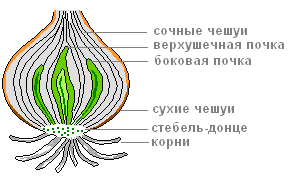 сочные чешуи
верхушечная почка
боковая почка
сухие чешуи
стебель-донце
корни